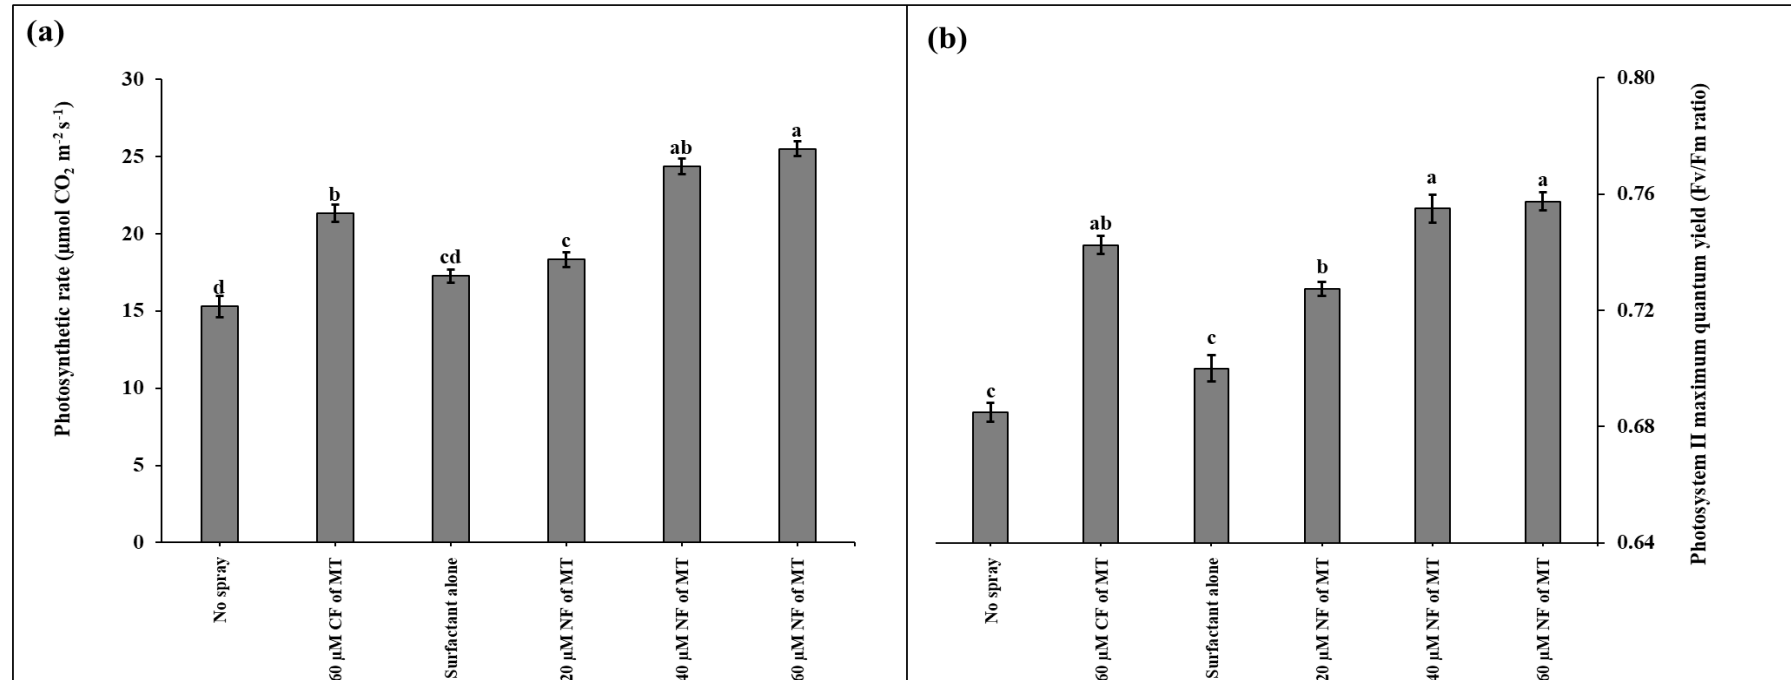 (a)
Photosynthetic rate (µmol CO₂ m⁻² s⁻¹)
30
25
20
15
10
5
0
d
b
cd
c
ab
a
No spray
60 µM CF of MT
Surfactant alone
20 µM NF of MT
40 µM NF of MT
60 µM NF of MT
(b)
c
ab
c
b
a
a
0.80
0.76
0.72
0.68
0.64
Photosystem II maximum quantum yield (Fv/Fm ratio)
No spray
60 µM CF of MT
Surfactant alone
20 µM NF of MT
40 µM NF of MT
60 µM NF of MT